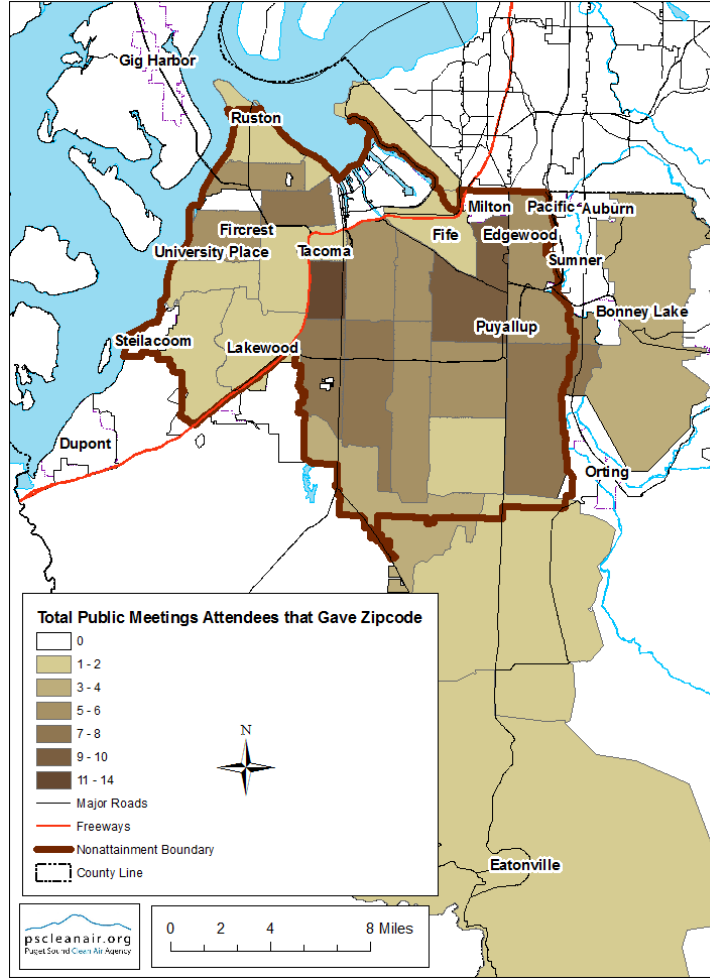 Gig Harbor
Ruston
Milton
Pacific
Auburn
Fircrest
Fife
Edgewood
University Place
Tacoma
Sumner
Bonney Lake
Puyallup
Steilacoom
Lakewood
Dupont
Orting
Total Public Meetings Attendees that Gave Zipcode
0
1 - 2
3 - 4
5 - 6
7 - 8
9 - 10
11 - 14
Major Roads
Freeways
Nonattainment Boundary
County Line
N
Eatonville
pscleanair.org
Puget Sound Clean Air Agency
0 2 4 8 Miles